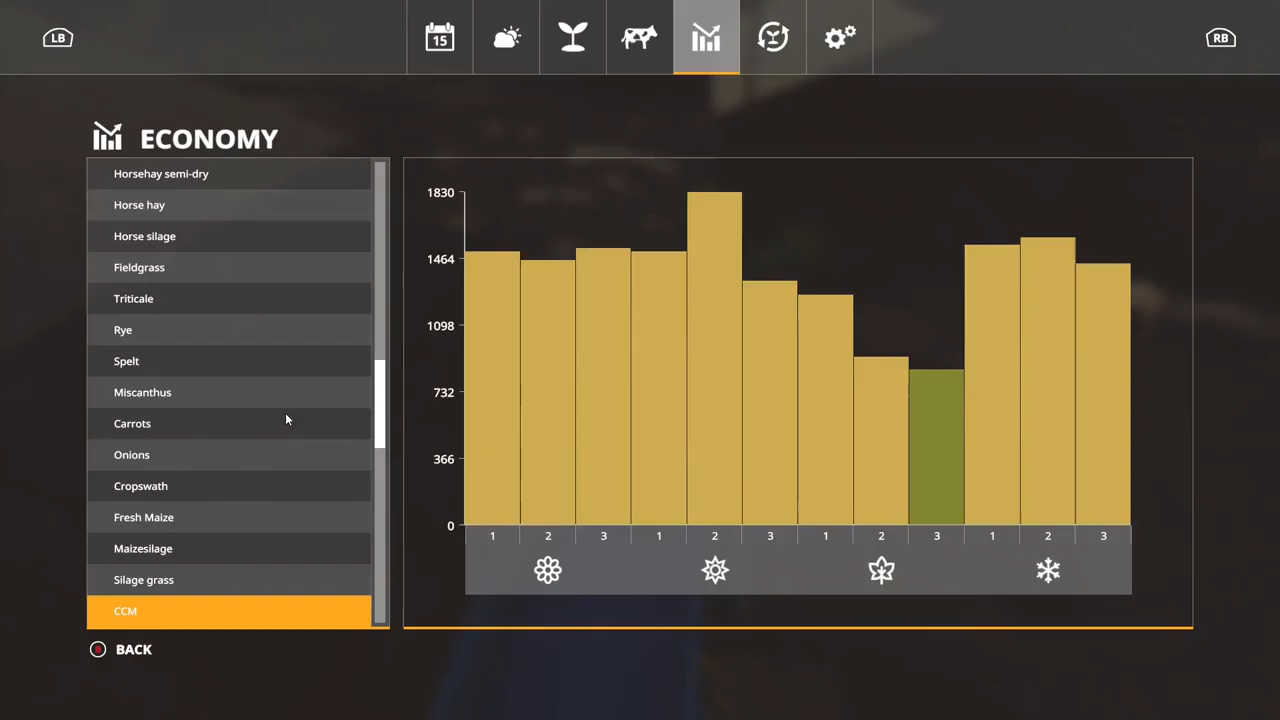 LB
15
RB
ECONOMY
Horsehay semi-dry
Horse hay
Horse silage
Fieldgrass
Triticale
Rye
Spelt
Miscanthus
Carrots
Onions
Cropswath
Fresh Maize
Maizesilage
Silage grass
CCM
1830
1464
1098
732
366
0
1 2 3 1 2 3 1 2 3 1 2 3
B BACK